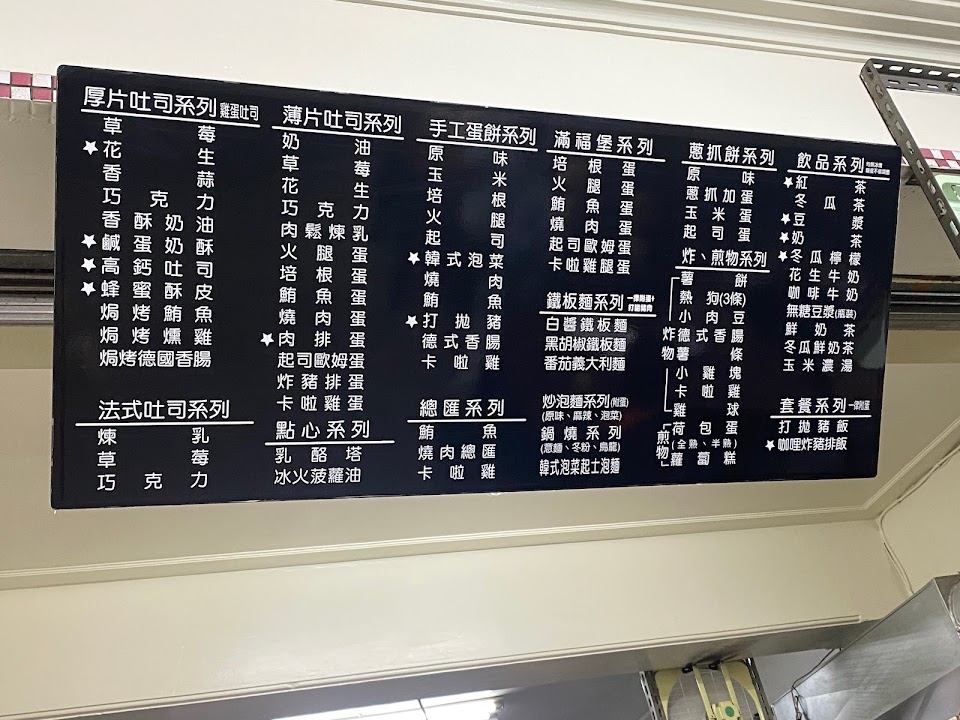 厚片吐司系列 雞蛋吐司
草莓
★花生
香蒜
巧克力
香酥奶油
★鹹蛋奶酥
★高鈣吐司
★蜂蜜酥皮
焗烤鮪魚
焗烤燻雞
焗烤德國香腸
法式吐司系列
煉乳
草莓
巧克力
薄片吐司系列
奶油
草莓
花生
巧克力
肉鬆煉乳
火腿蛋
培根蛋
鮪魚蛋
燒肉蛋
★肉排蛋
起司歐姆蛋
炸豬排蛋
卡啦雞蛋
點心系列
乳酪塔
冰火菠蘿油
手工蛋餅系列
原味
玉米
培根
火腿
起司
★韓式泡菜
燒肉
鮪魚
★打拋豬
德式香腸
卡啦雞
總匯系列
鮪魚
燒肉總匯
卡啦雞
滿福堡系列
培根蛋
火腿蛋
鮪魚蛋
燒肉蛋
起司歐姆蛋
卡啦雞腿蛋
鐵板麵系列
白醬鐵板麵
黑胡椒鐵板麵
番茄義大利麵
炒泡麵系列(附蛋)
(原味、麻辣、泡菜)
鍋燒系列
(意麵、冬粉、烏龍)
韓式泡菜起士泡麵
蔥抓餅系列
原味
蔥抓加蛋
玉米蛋
起司蛋
炸、煎物系列
炸物
薯餅
熱狗(3條)
小肉豆
德式香腸
薯條
小雞塊
卡啦雞
雞球
煎物
荷包蛋
(全熟、半熟)
蘿蔔糕
飲品系列
★紅茶
冬瓜茶
★豆漿
★奶茶
★冬瓜檸檬
花生牛奶
咖啡牛奶
無糖豆漿(瓶裝)
鮮奶茶
冬瓜鮮奶茶
玉米濃湯
套餐系列 一律附蛋
打拋豬飯
★咖哩炸豬排飯